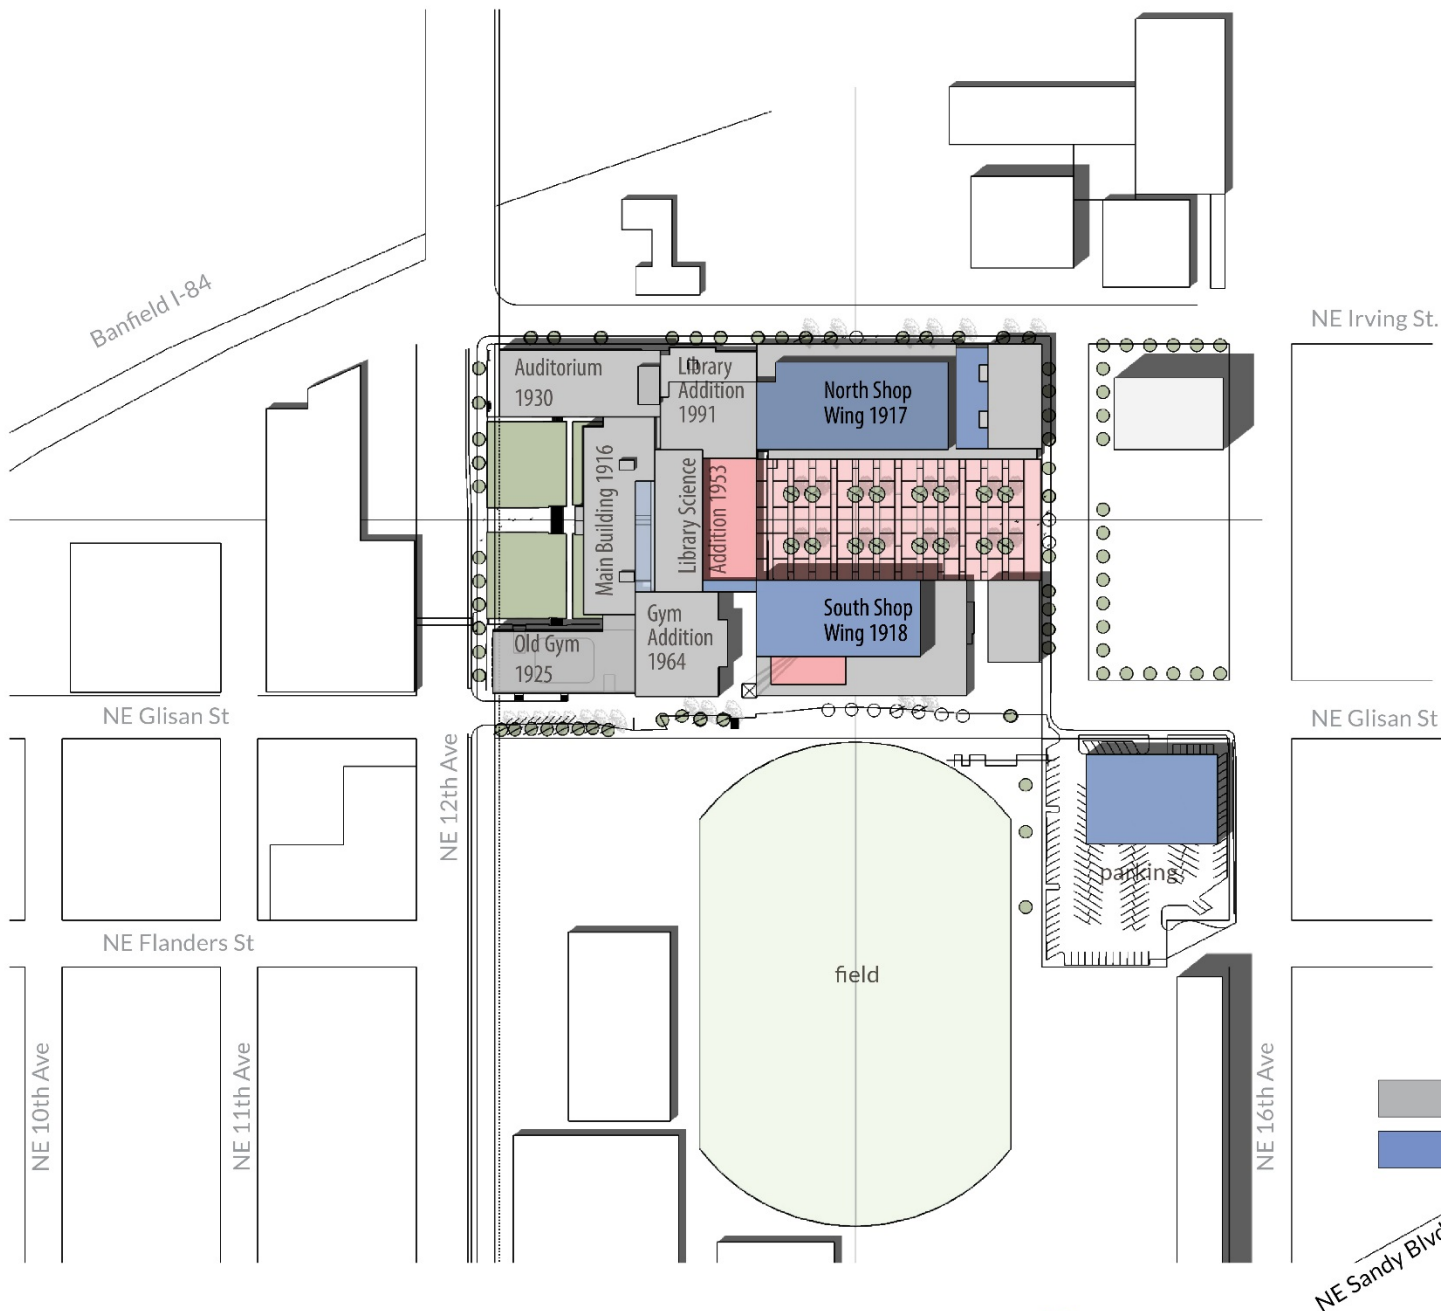 Banfield I-84
NE Irving St.
Auditorium
1930
Library
Addition
1991
North Shop
Wing 1917
Main Building 1916
Library Science
Addition 1953
South Shop
Wing 1918
Gym
Addition
1964
Old Gym
1925
NE Glisan St
NE Glisan St
NE 12th Ave
parking
NE Flanders St
field
NE 10th Ave
NE 11th Ave
NE 16th Ave
NE Sandy Blvd